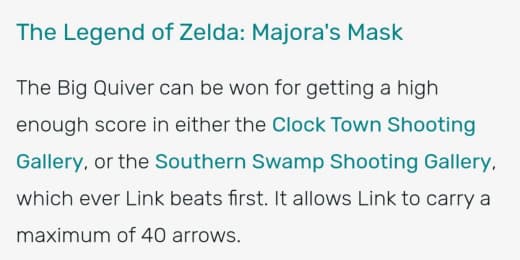 The Legend of Zelda: Majora's Mask
The Big Quiver can be won for getting a high
enough score in either the Clock Town Shooting
Gallery, or the Southern Swamp Shooting Gallery,
which ever Link beats first. It allows Link to carry a
maximum of 40 arrows.